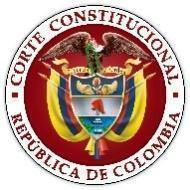 CORTE CONSTITUCIONAL
REPÚBLICA DE COLOMBIA